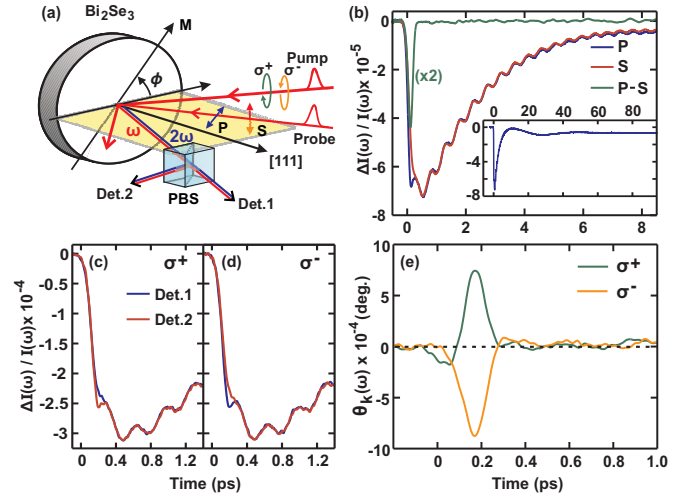 (a)
Bi2Se3
M
ϕ
σ+ σ-
Pump
ω
2ω
P
S
Probe
[111]
Det.2
PBS
Det.1
(b)
ΔI(ω) / I(ω) x 10-5
0
-2
-4
-6
-8
(x2)
P
S
P-S
0 20 40 60 80
0
-2
-4
-6
-8
0 2 4 6 8
(c) σ+
(d) σ-
ΔI(ω) / I(ω) x 10-4
0
-0.5
-1
-1.5
-2
-2.5
-3
Det.1
Det.2
0 0.4 0.8 1.2
0 0.4 0.8 1.2
Time (ps)
(e)
θk(ω) x 10-4 (deg.)
10
5
0
-5
-10
σ+
σ-
0 0.2 0.4 0.6 0.8 1.0
Time (ps)